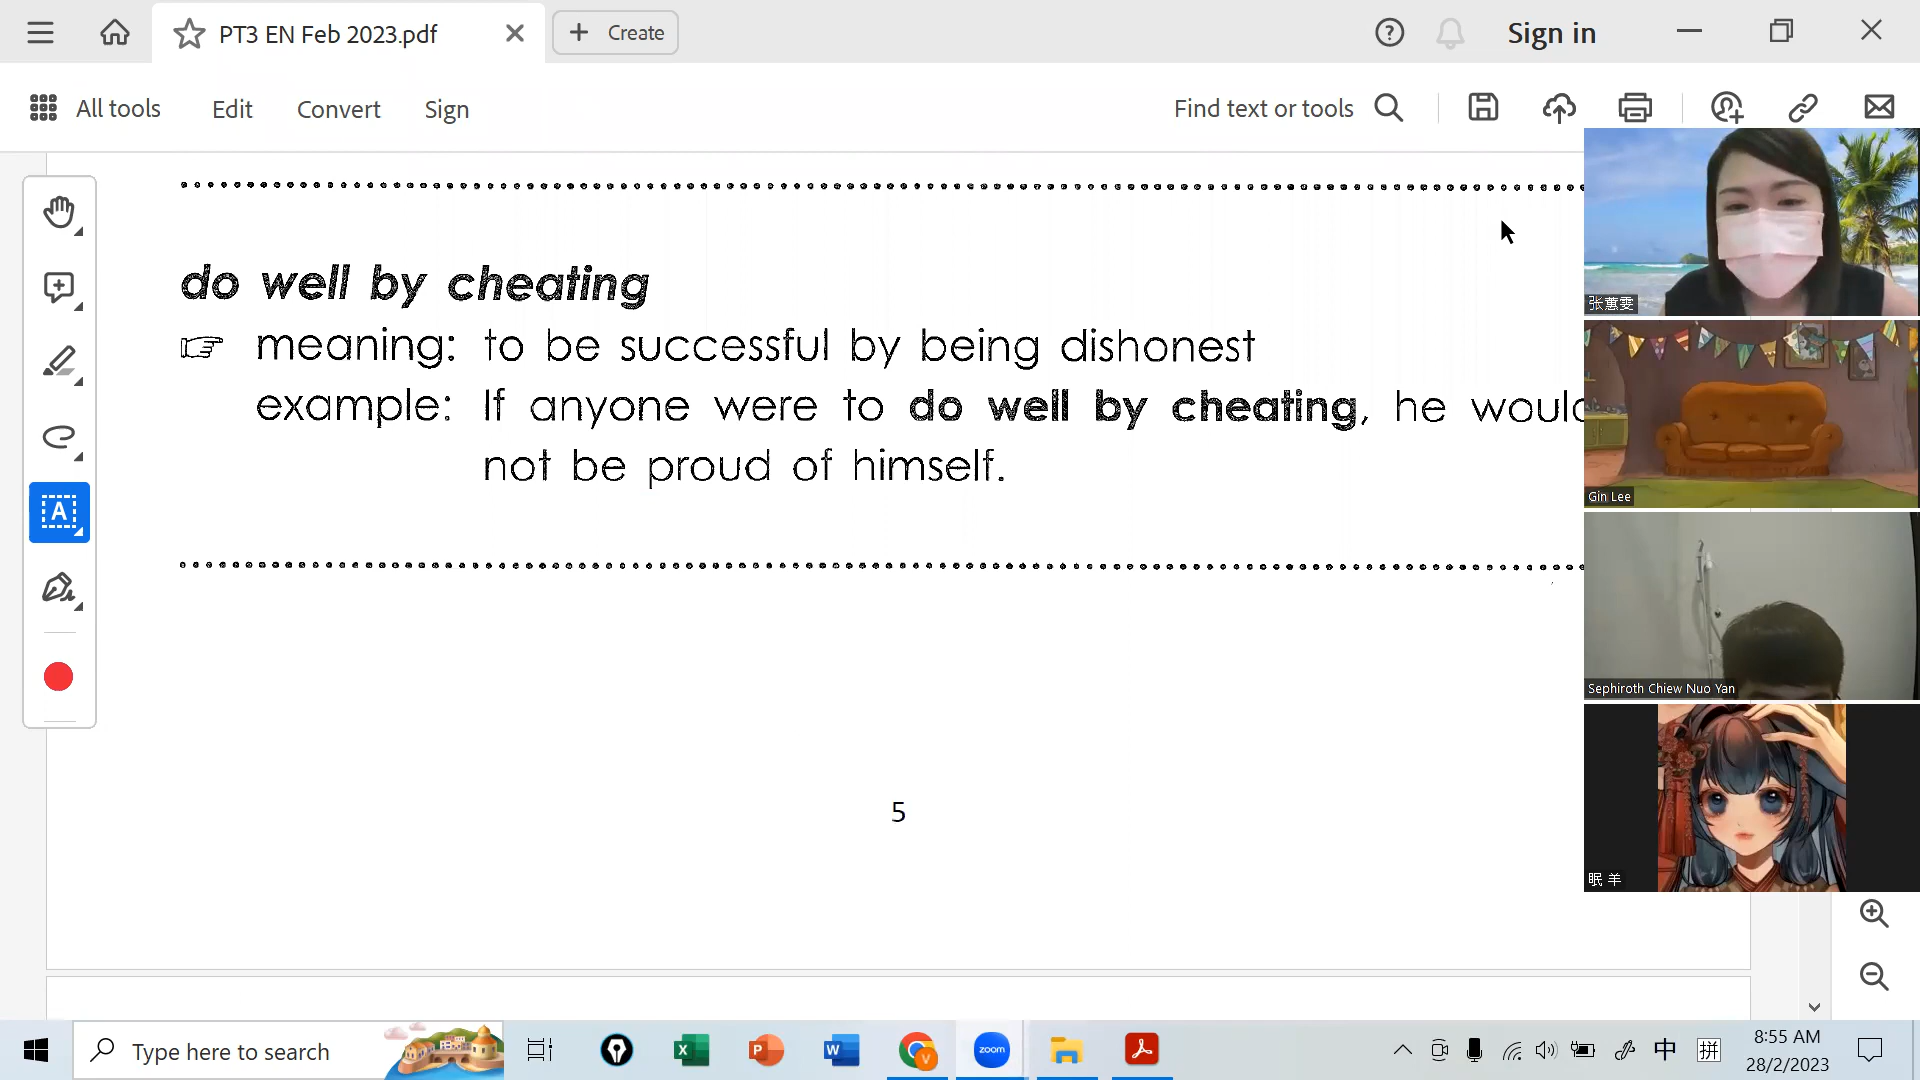 PT3 EN Feb 2023.pdf
Create
Sign in
All tools
Edit
Convert
Sign
Find text or tools
do well by cheating
meaning: to be successful by being dishonest
example: If anyone were to do well by cheating, he would
not be proud of himself.
5
张蕙雯
Gin Lee
Sephiroth Chiew Nuo Yan
眠 羊
Type here to search
zoom
中
拼
8:55 AM
28/2/2023